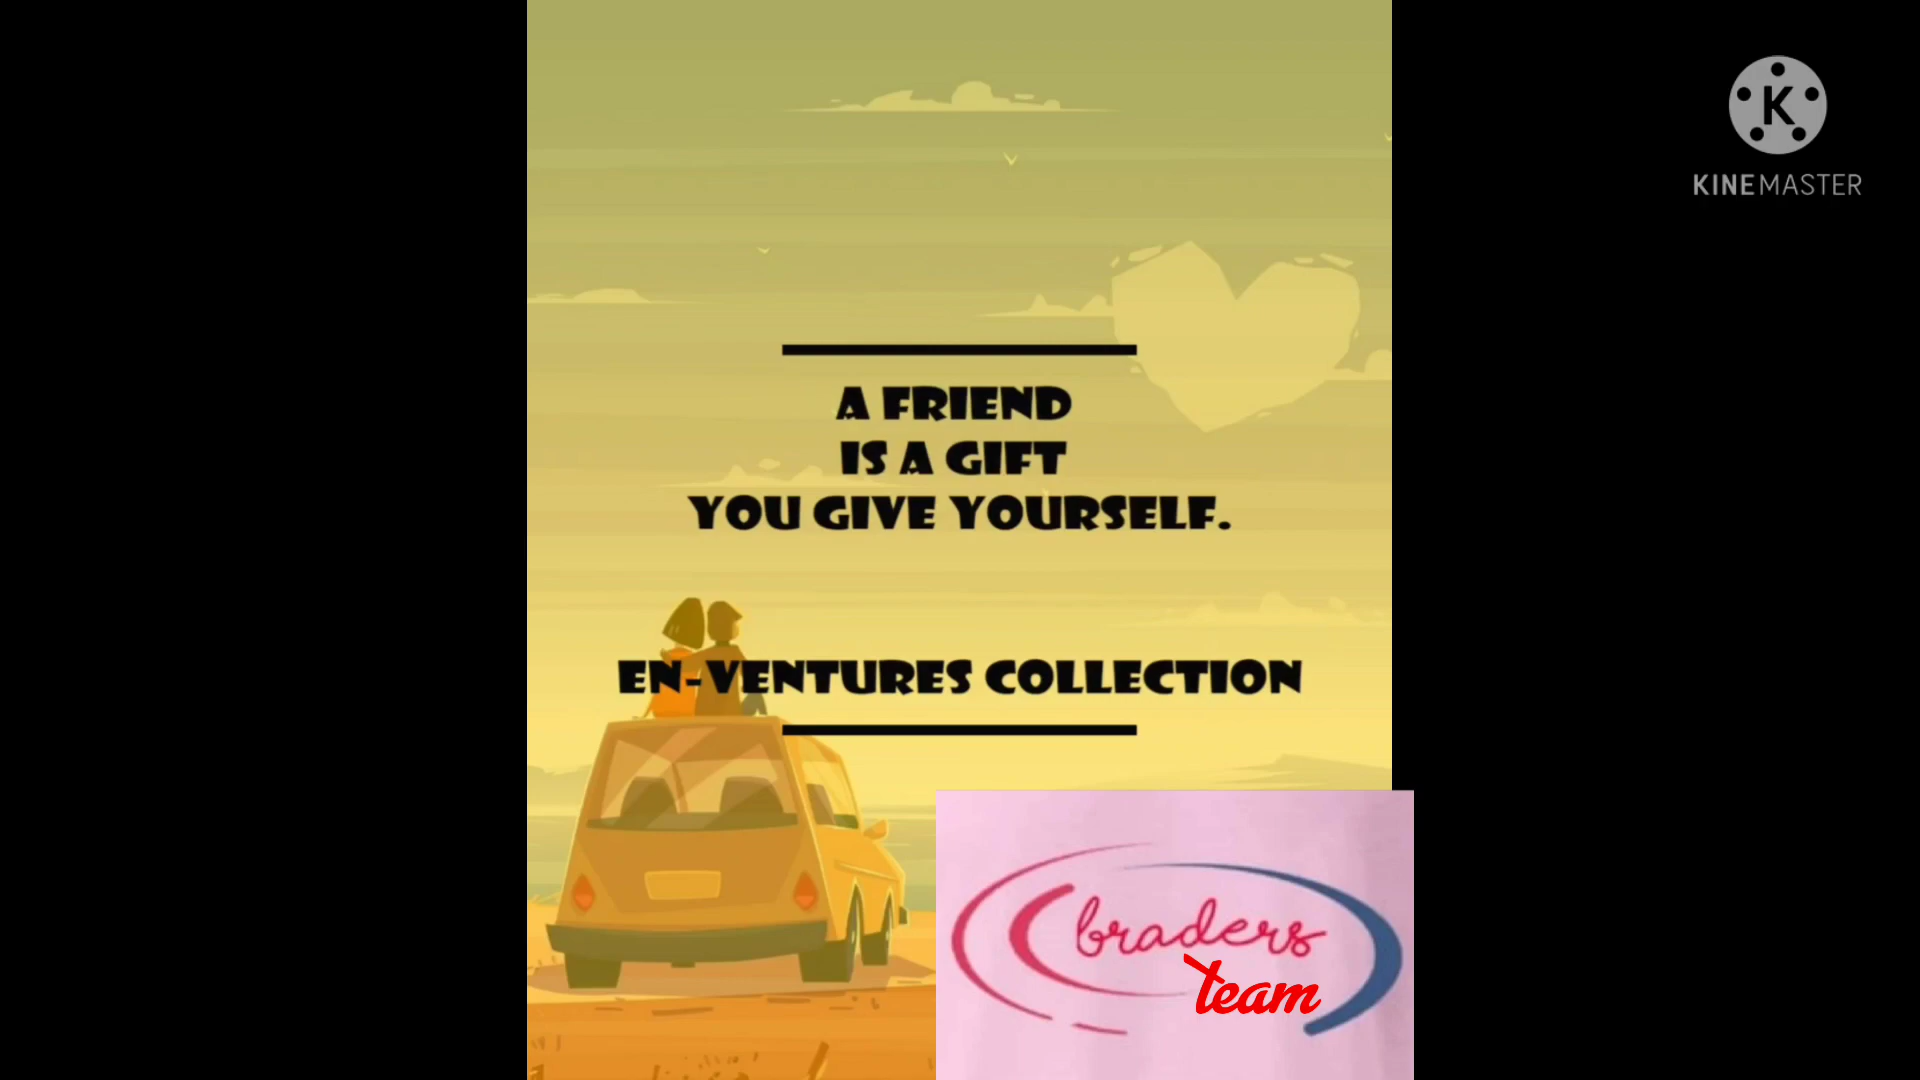 KINEMASTER
A FRIEND
IS A GIFT
YOU GIVE YOURSELF.
EN-VENTURES COLLECTION
braders
team